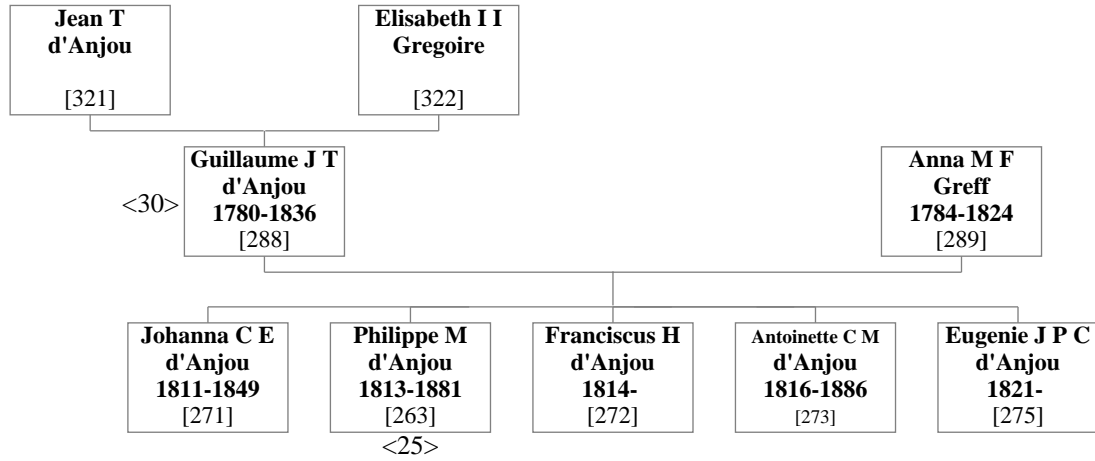 Jean T
d'Anjou
[321]
Elisabeth I I
Gregoire
[322]
<30>
Guillaume J T
d'Anjou
1780-1836
[288]
Anna M F
Greff
1784-1824
[289]
Johanna C E
d'Anjou
1811-1849
[271]
Philippe M
d'Anjou
1813-1881
[263]
<25>
Franciscus H
d'Anjou
1814-
[272]
Antoinette C M
d'Anjou
1816-1886
[273]
Eugenie J P C
d'Anjou
1821-
[275]